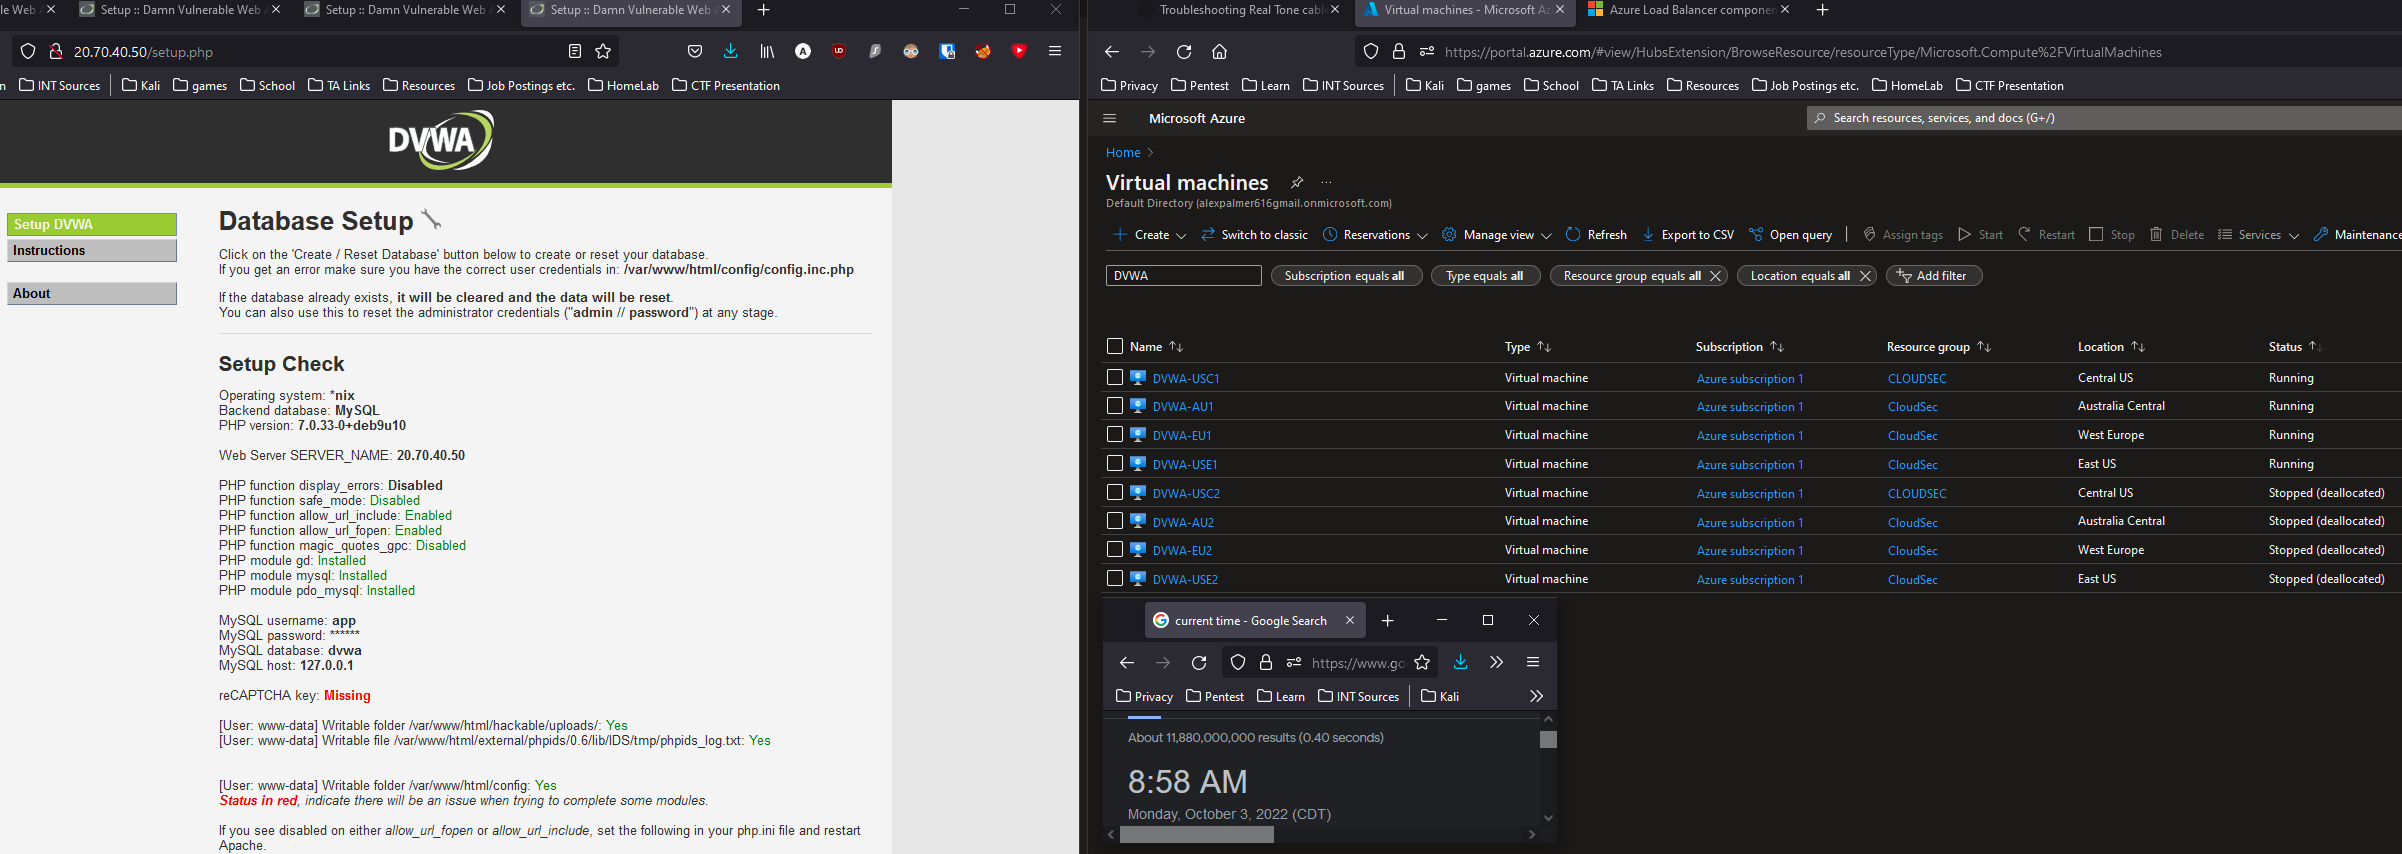 le Web A
Setup :: Damn Vulnerable Web A
Setup :: Damn Vulnerable Web A
Setup :: Damn Vulnerable Web A
20.70.40.50/setup.php
n
INT Sources
Kali
games
School
TA Links
Resources
Job Postings etc.
HomeLab
CTF Presentation
DVWA
Setup DVWA
Instructions
About
Database Setup
Click on the 'Create / Reset Database' button below to create or reset your database.
If you get an error make sure you have the correct user credentials in: /var/www/html/config/config.inc.php
If the database already exists, it will be cleared and the data will be reset.
You can also use this to reset the administrator credentials ("admin // password") at any stage.
Setup Check
Operating system: *nix
Backend database: MySQL
PHP version: 7.0.33-0+deb9u10
Web Server SERVER_NAME: 20.70.40.50
PHP function display_errors: Disabled
PHP function safe_mode: Disabled
PHP function allow_url_include: Enabled
PHP function allow_url_fopen: Enabled
PHP function magic_quotes_gpc: Disabled
PHP module gd: Installed
PHP module mysql: Installed
PHP module pdo_mysql: Installed
MySQL username: app
MySQL password: ******
MySQL database: dvwa
MySQL host: 127.0.0.1
reCAPTCHA key: Missing
[User: www-data] Writable folder /var/www/html/hackable/uploads/: Yes
[User: www-data] Writable file /var/www/html/external/phpids/0.6/lib/IDS/tmp/phpids_log.txt: Yes
[User: www-data] Writable folder /var/www/html/config: Yes
Status in red, indicate there will be an issue when trying to complete some modules.
If you see disabled on either allow_url_fopen or allow_url_include, set the following in your php.ini file and restart
Apache.
Troubleshooting Real Tone cable
Virtual machines - Microsoft Az
Azure Load Balancer componen
https://portal.azure.com/#view/HubsExtension/BrowseResource/resourceType/Microsoft.Compute%2FVirtualMachines
Privacy
Pentest
Learn
INT Sources
Kali
games
School
TA Links
Resources
Job Postings etc.
HomeLab
CTF Presentation
Microsoft Azure
Search resources, services, and docs (G+/)
Home >
Virtual machines ...
Default Directory (alexpalmer616gmail.onmicrosoft.com)
Create
Switch to classic
Reservations
Manage view
Refresh
Export to CSV
Open query
Assign tags
Start
Restart
Stop
Delete
Services
Maintenance
DVWA
Subscription equals all
Type equals all
Resource group equals all
Location equals all
Add filter
Name Type Subscription Resource group Location Status
DVWA-USC1 Virtual machine Azure subscription 1 CLOUDSEC Central US Running
DVWA-AU1 Virtual machine Azure subscription 1 CloudSec Australia Central Running
DVWA-EU1 Virtual machine Azure subscription 1 CloudSec West Europe Running
DVWA-USE1 Virtual machine Azure subscription 1 CloudSec East US Running
DVWA-USC2 Virtual machine Azure subscription 1 CLOUDSEC Central US Stopped (deallocated)
DVWA-AU2 Virtual machine Azure subscription 1 CloudSec Australia Central Stopped (deallocated)
DVWA-EU2 Virtual machine Azure subscription 1 CloudSec West Europe Stopped (deallocated)
DVWA-USE2 Virtual machine Azure subscription 1 CloudSec East US Stopped (deallocated)
current time - Google Search
https://www.go
Privacy
Pentest
Learn
INT Sources
Kali
About 11,880,000,000 results (0.40 seconds)
8:58 AM
Monday, October 3, 2022 (CDT)